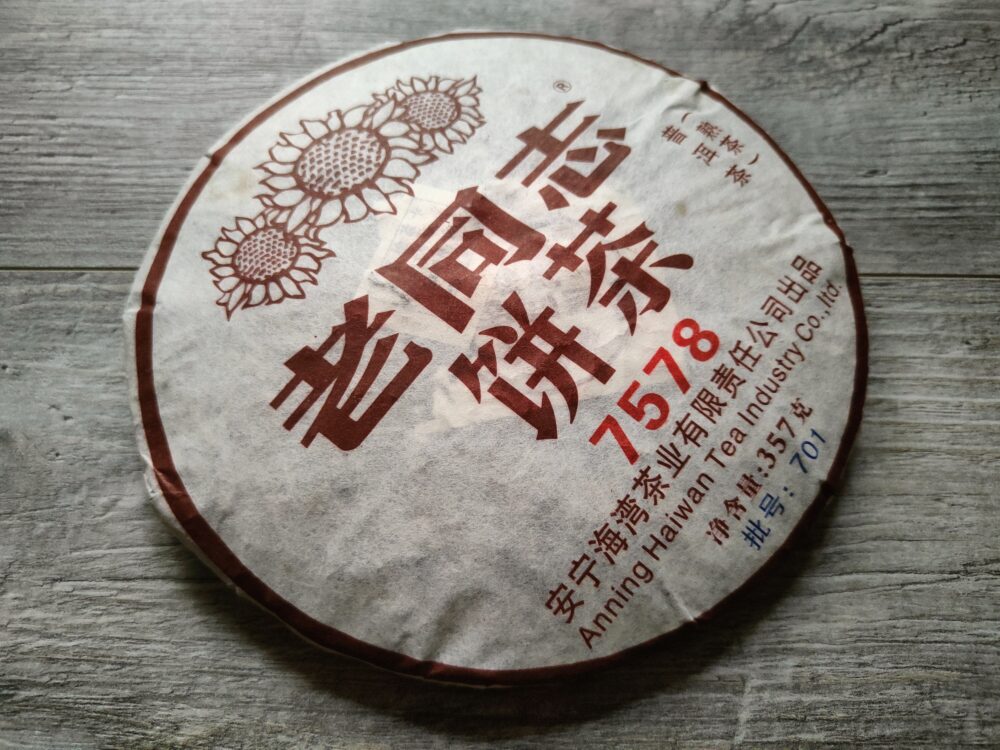 老同志®
饼茶
普洱茶
(熟茶)
7578
安宁海湾茶业有限责任公司出品
Anning Haiwan Tea Industry Co.,ltd.
净含量:357克
批号: 701